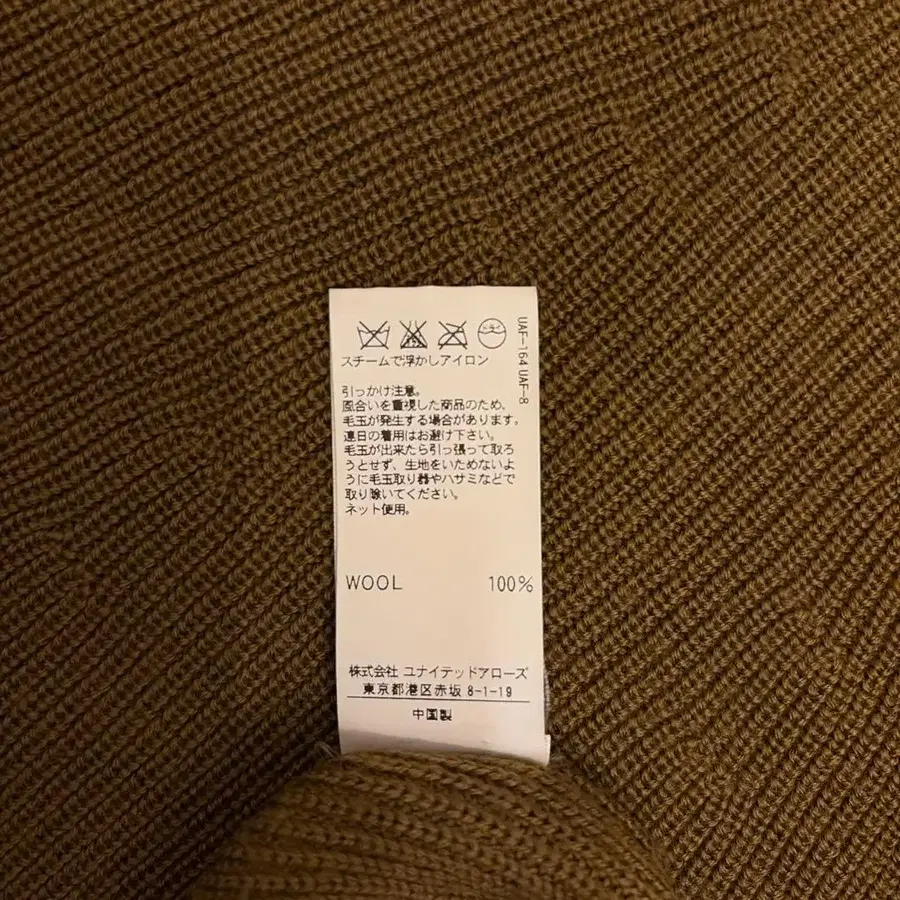 ドライ
スチームで浮かしアイロン
引っかけ注意。
風合いを重視した商品のため、
毛玉が発生する場合があります。
連日の着用はお避け下さい。
毛玉が出来たら引っ張って取ろ
うとせず、生地をいためないよ
うに毛玉取り器やハサミなどで
取り除いてください。
ネット使用。
WOOL 100%
株式会社 ユナイテッドアローズ
東京都港区赤坂 8-1-19
中国製
UAF-164 UAF-8